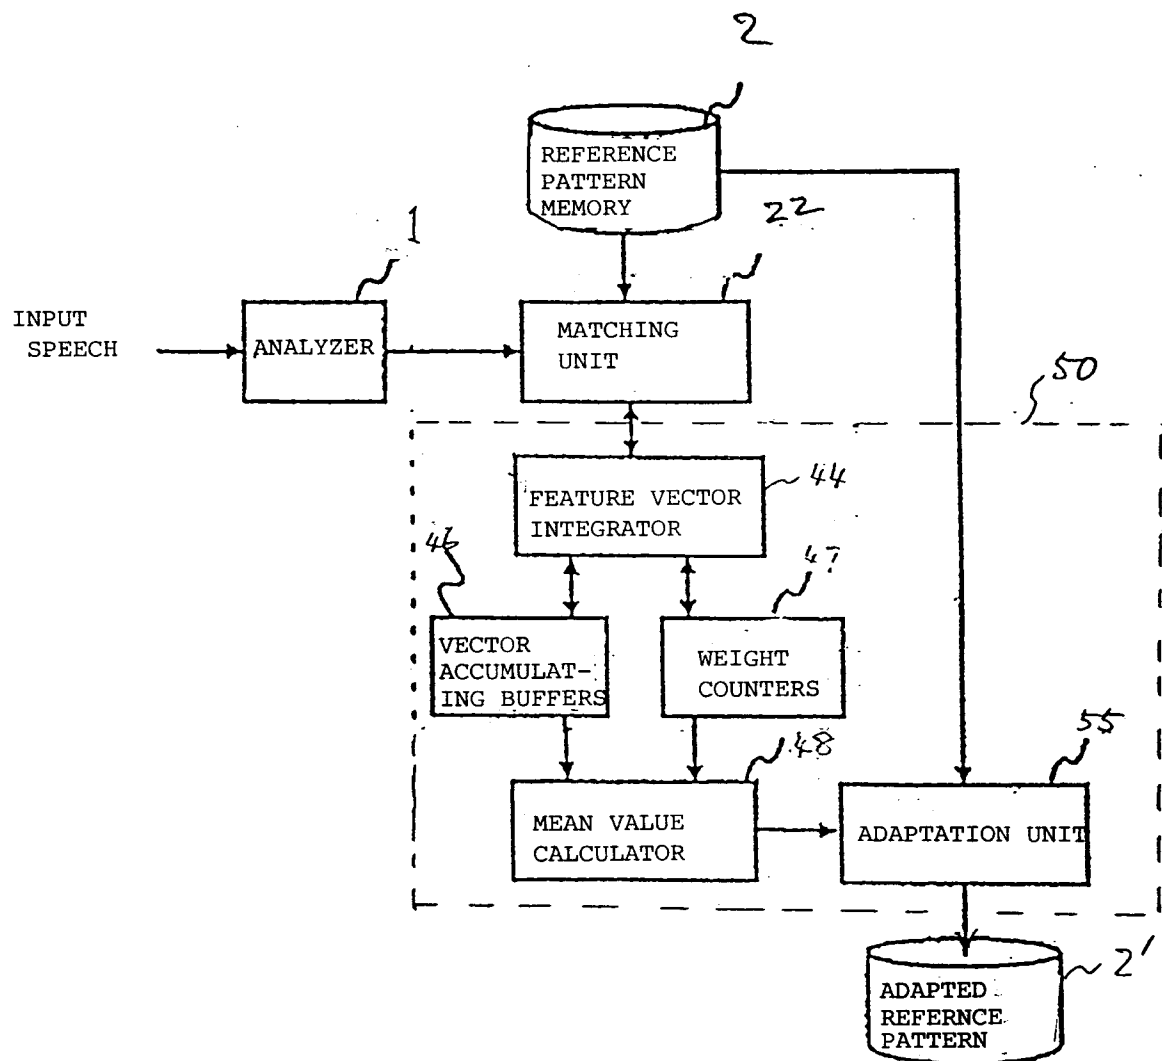 2
REFERENCE
PATTERN
MEMORY
22
1
INPUT
SPEECH
ANALYZER
MATCHING
UNIT
50
FEATURE VECTOR
INTEGRATOR
44
46
47
VECTOR
ACCUMULAT-
ING BUFFERS
WEIGHT
COUNTERS
48
55
MEAN VALUE
CALCULATOR
ADAPTATION UNIT
2'
ADAPTED
REFERNCE
PATTERN